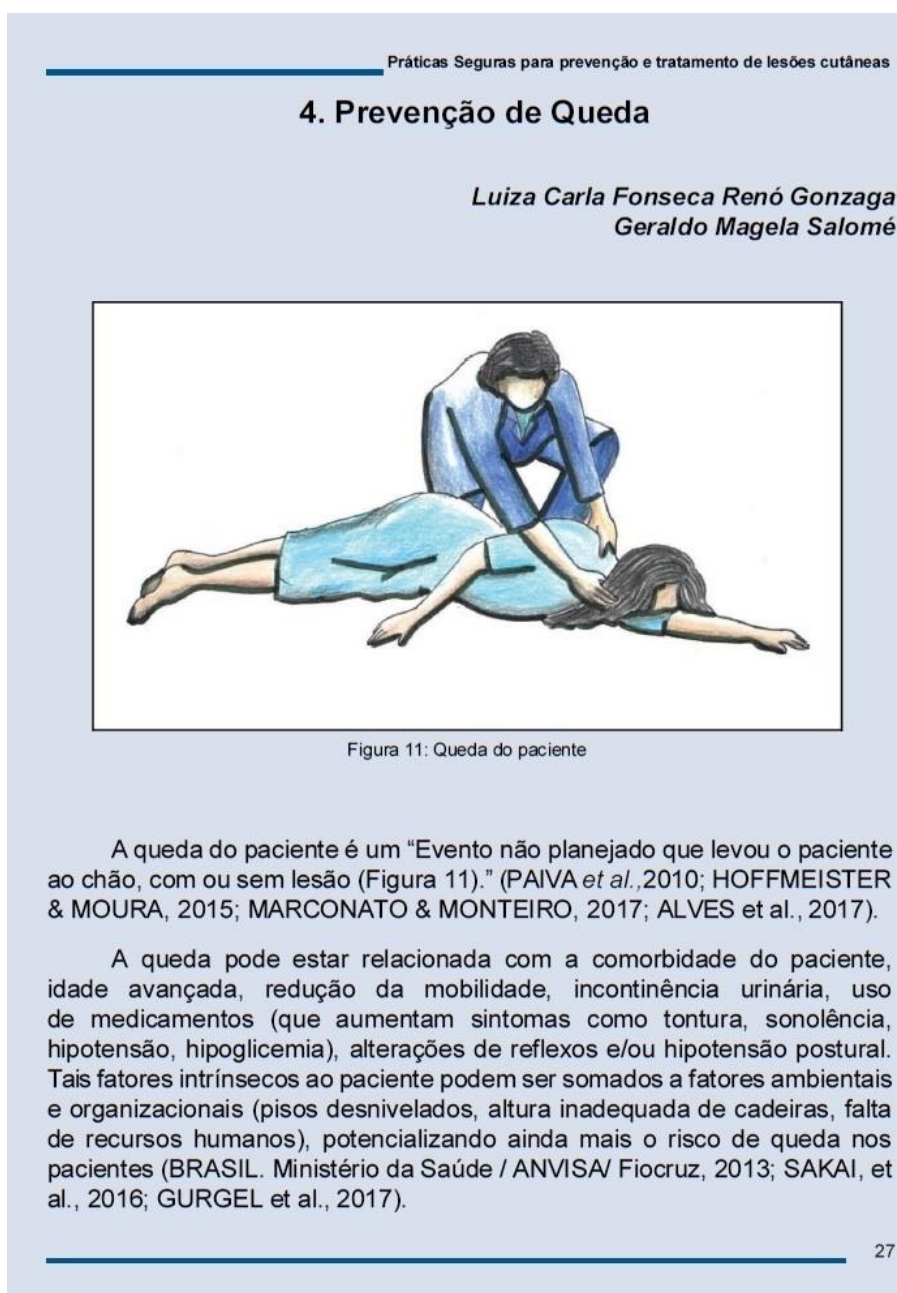 Práticas Seguras para prevenção e tratamento de lesões cutâneas
4. Prevenção de Queda
Luiza Carla Fonseca Renó Gonzaga
Geraldo Magela Salomé
Figura 11: Queda do paciente
A queda do paciente é um “Evento não planejado que levou o paciente
ao chão, com ou sem lesão (Figura 11).” (PAIVA et al.,2010; HOFFMEISTER
& MOURA, 2015; MARCONATO & MONTEIRO, 2017; ALVES et al., 2017).
A queda pode estar relacionada com a comorbidade do paciente,
idade avançada, redução da mobilidade, incontinência urinária, uso
de medicamentos (que aumentam sintomas como tontura, sonolência,
hipotensão, hipoglicemia), alterações de reflexos e/ou hipotensão postural.
Tais fatores intrínsecos ao paciente podem ser somados a fatores ambientais
e organizacionais (pisos desnivelados, altura inadequada de cadeiras, falta
de recursos humanos), potencializando ainda mais o risco de queda nos
pacientes (BRASIL. Ministério da Saúde / ANVISA/ Fiocruz, 2013; SAKAI, et
al., 2016; GURGEL et al., 2017).
27